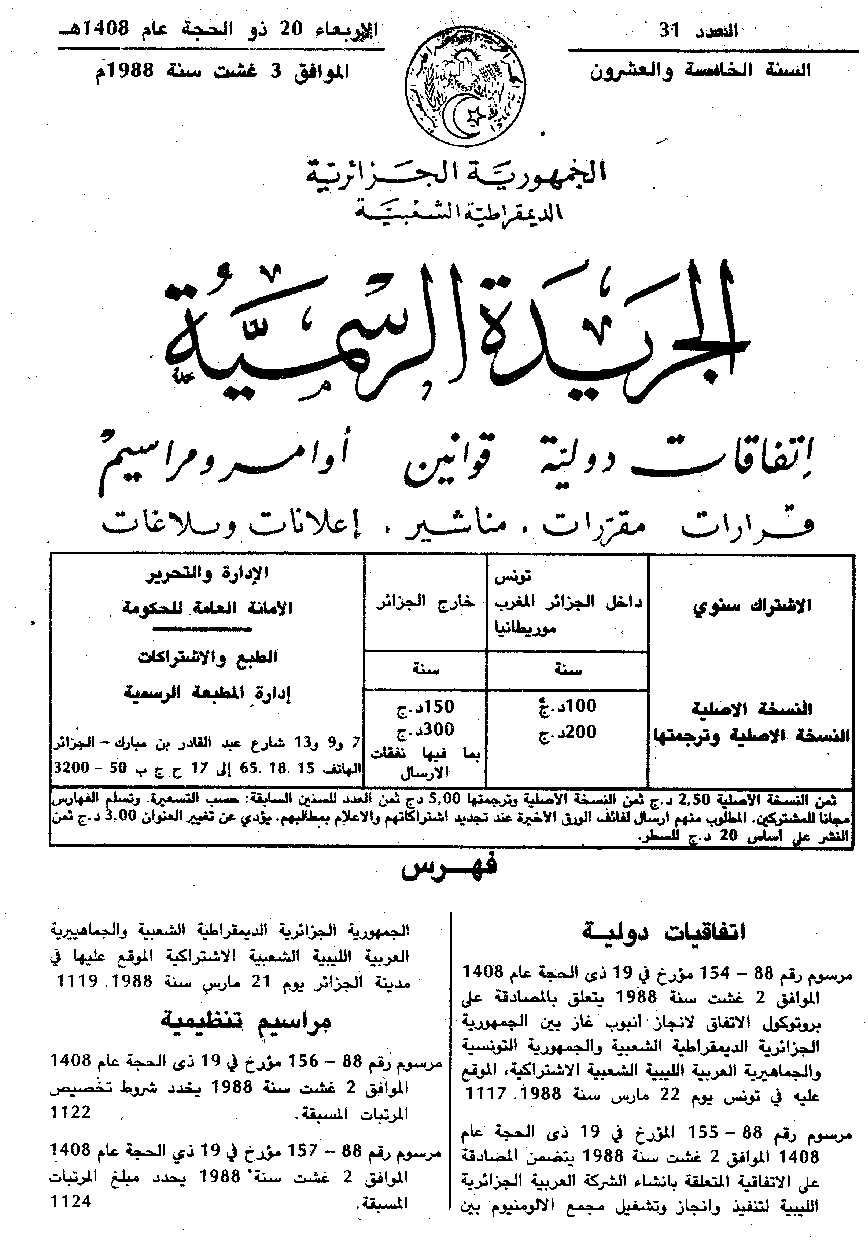 العدد 31
السنة الخامسة والعشرون
الاربعاء 20 ذو الحجة عام 1408هـ
الموافق 3 غشت سنة 1988م
الجمهورية الجزائرية
الديمقراطية الشعبية
الجريدة الرسمية
إتفاقات دولية قوانين أوامر ومراسيم
قرارات مقررات ، مناشير ، إعلانات وبلاغات
الاشتراك سنوي
تونس
داخل الجزائر المغرب
موريطانيا
خارج الجزائر
سنة
سنة
النسخة الاصلية
النسخة الاصلية وترجمتها
100د.ج
200د.ج
150د.ج
300د.ج
بما فيها نفقات
الارسال
الإدارة والتحرير
الأمانة العامة للحكومة
الطبع والاشتراكات
إدارة المطبعة الرسمية
7 و9 و13 شارع عبد القادر بن مبارك – الجزائر
الهاتف 15 .18 .65 إلى 17 ح ج ب 50 – 3200
ثمن النسخة الأصلية 2,50 د.ج ثمن النسخة الأصلية وترجمتها 5,00 دج ثمن العدد للسنين السابقة: حسب التسعيرة. وتسلم الفهارس
مجانا للمشتركين. المطلوب منهم ارسال لفائف الورق الاخيرة عند تجديد اشتراكاتهم والاعلام بمطالبهم. يؤدي عن تغيير العنوان 3,00 د.ج ثمن
النشر على أساس 20 د.ج للسطر.
فهرس
اتفاقيات دولية
مرسوم رقم 88 – 154 مؤرخ في 19 ذى الحجة عام 1408
الموافق 2 غشت سنة 1988 يتعلق بالمصادقة على
بروتوكول الاتفاق لانجاز أنبوب غاز بين الجمهورية
الجزائرية الديمقراطية الشعبية والجمهورية التونسية
والجماهيرية العربية الليبية الشعبية الاشتراكية، الموقع
عليه في تونس يوم 22 مارس سنة 1988. 1117
مرسوم رقم 88 – 155 المؤرخ في 19 ذى الحجة عام
1408 الموافق 2 غشت سنة 1988 يتضمن المصادقة
على الاتفاقية المتعلقة بانشاء الشركة العربية الجزائرية
الليبية لتنفيذ وانجاز وتشغيل مجمع الالومنيوم بين
الجمهورية الجزائرية الديمقراطية الشعبية والجماهييرية
العربية الليبية الشعبية الاشتراكية الموقع عليها في
مدينة الجزائر يوم 21 مارس سنة 1988. 1119
مراسيم تنظيمية
مرسوم رقم 88 – 156 مؤرخ في 19 ذى الحجة عام 1408
الموافق 2 غشت سنة 1988 يحدد شروط تخصيص
المرتبات المسبقة. 1122
مرسوم رقم 88 – 157 مؤرخ في 19 ذي الحجة عام 1408
الموافق 2 غشت سنة 1988 يحدد مبلغ المرتبات
المسبقة. 1124